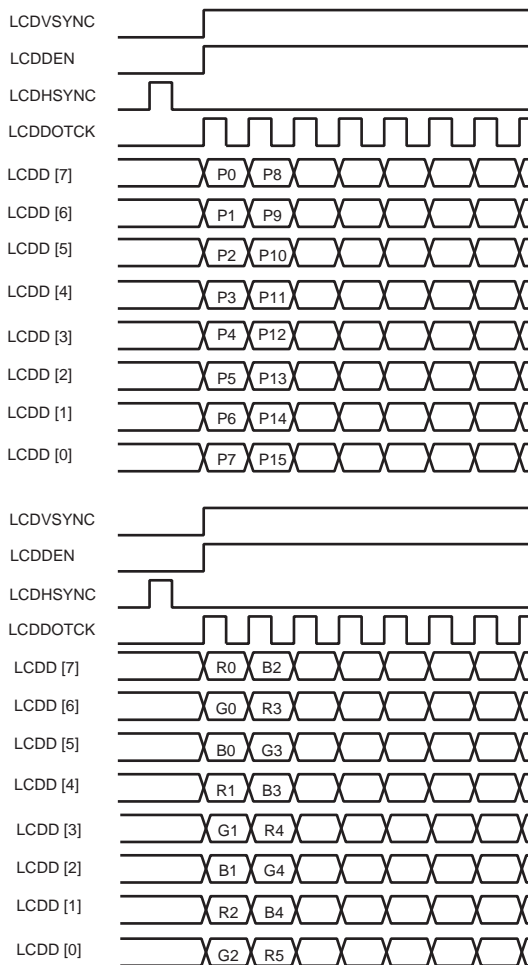 LCDVSYNC
LCDDEN
LCDHSYNC
LCDDOTCK
LCDD [7] P0 P8
LCDD [6] P1 P9
LCDD [5] P2 P10
LCDD [4] P3 P11
LCDD [3] P4 P12
LCDD [2] P5 P13
LCDD [1] P6 P14
LCDD [0] P7 P15
LCDVSYNC
LCDDEN
LCDHSYNC
LCDDOTCK
LCDD [7] R0 B2
LCDD [6] G0 R3
LCDD [5] B0 G3
LCDD [4] R1 B3
LCDD [3] G1 R4
LCDD [2] B1 G4
LCDD [1] R2 B4
LCDD [0] G2 R5